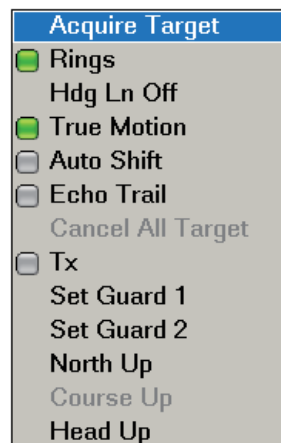 Acquire Target
Rings
Hdg Ln Off
True Motion
Auto Shift
Echo Trail
Cancel All Target
Tx
Set Guard 1
Set Guard 2
North Up
Course Up
Head Up